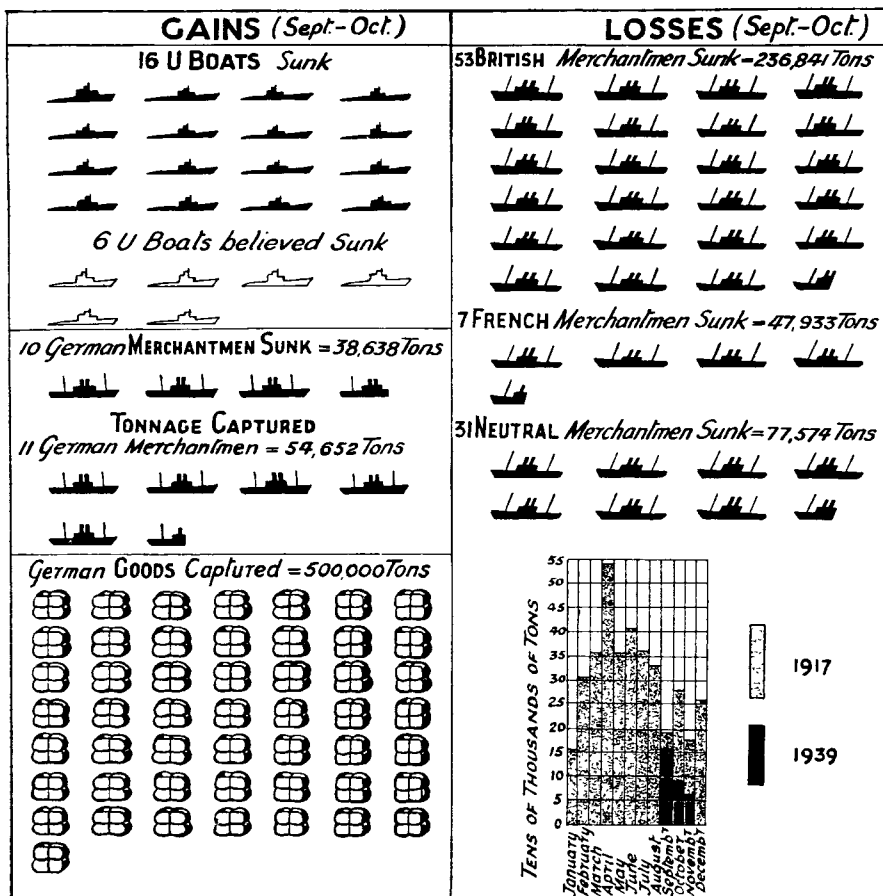 GAINS (Sept.-Oct.)
16 U BOATS Sunk
6 U Boats believed Sunk
10 German MERCHANTMEN SUNK = 38,638 Tons
TONNAGE CAPTURED
11 German Merchantmen = 54,652 Tons
German GOODS Captured = 500,000 Tons
LOSSES (Sept.-Oct.)
53 BRITISH Merchantmen Sunk = 236,841 Tons
7 FRENCH Merchantmen Sunk = 47,933 Tons
31 NEUTRAL Merchantmen Sunk = 77,574 Tons
TENS OF THOUSANDS OF TONS
55
50
45
40
35
30
25
20
15
10
5
0
January
February
March
April
May
June
July
August
Septembr
October
Novembr
Decembr
1917
1939